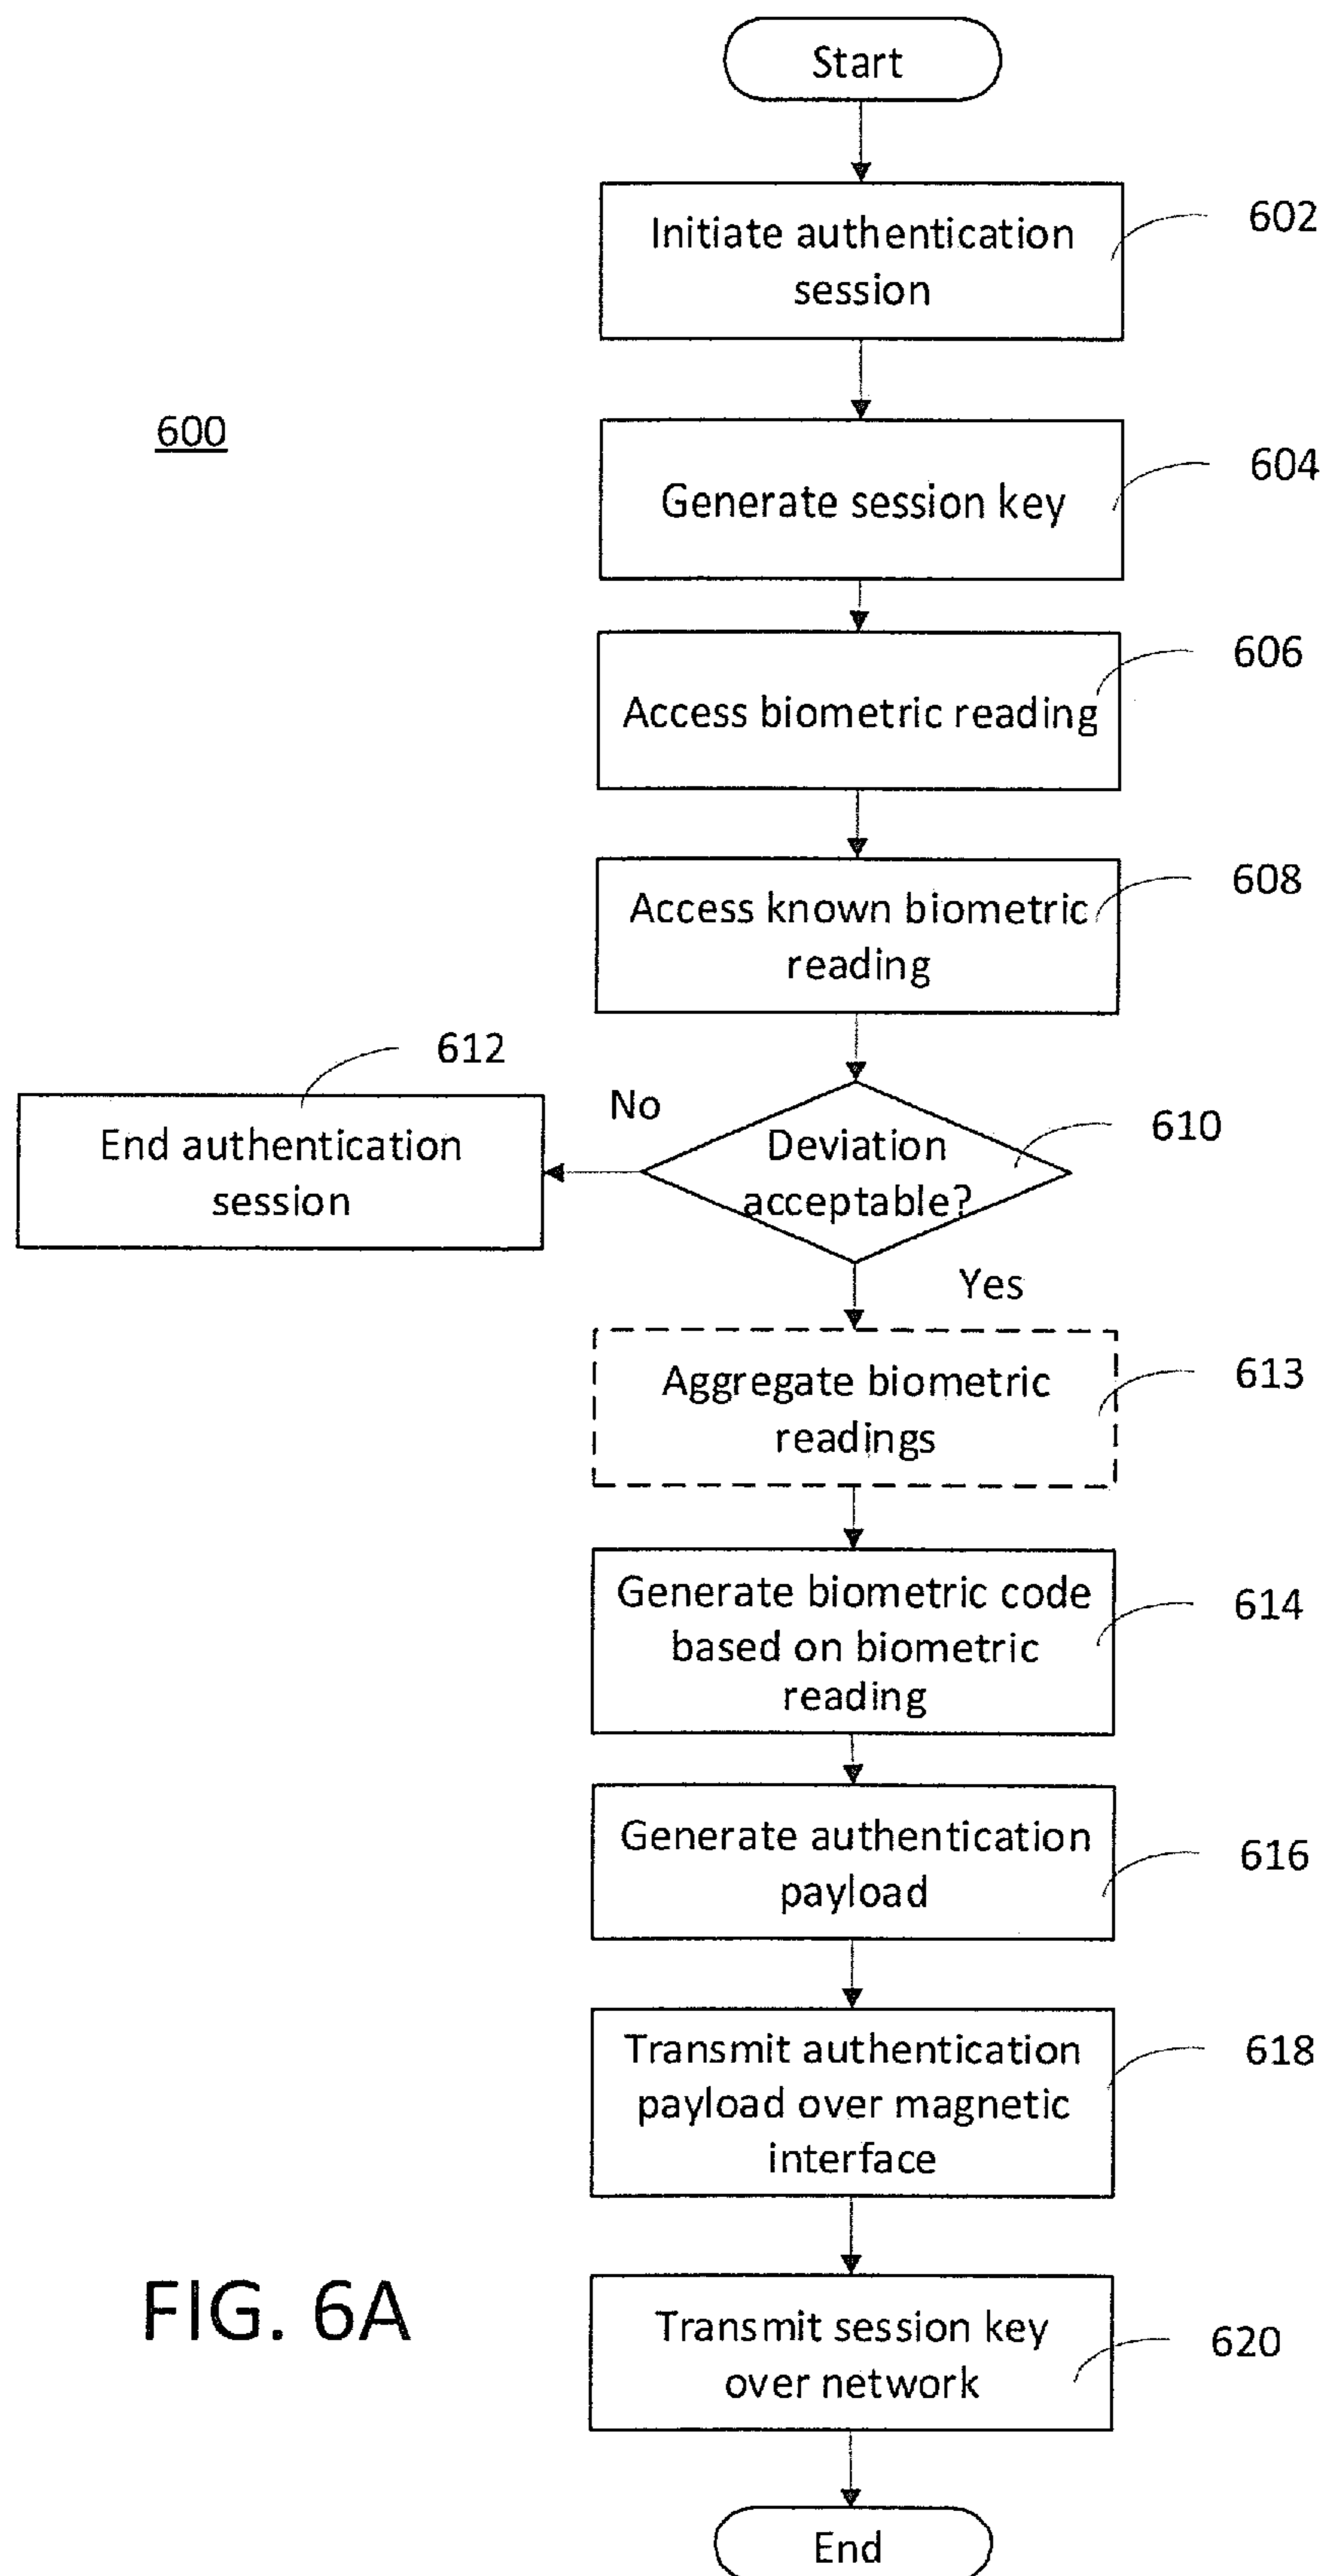 Start
Initiate authentication
session
602
600
Generate session key
604
Access biometric reading
606
Access known biometric
reading
608
612
End authentication
session
No
Deviation
acceptable?
610
Yes
Aggregate biometric
readings
613
Generate biometric code
based on biometric
reading
614
Generate authentication
payload
616
Transmit authentication
payload over magnetic
interface
618
FIG. 6A
Transmit session key
over network
620
End